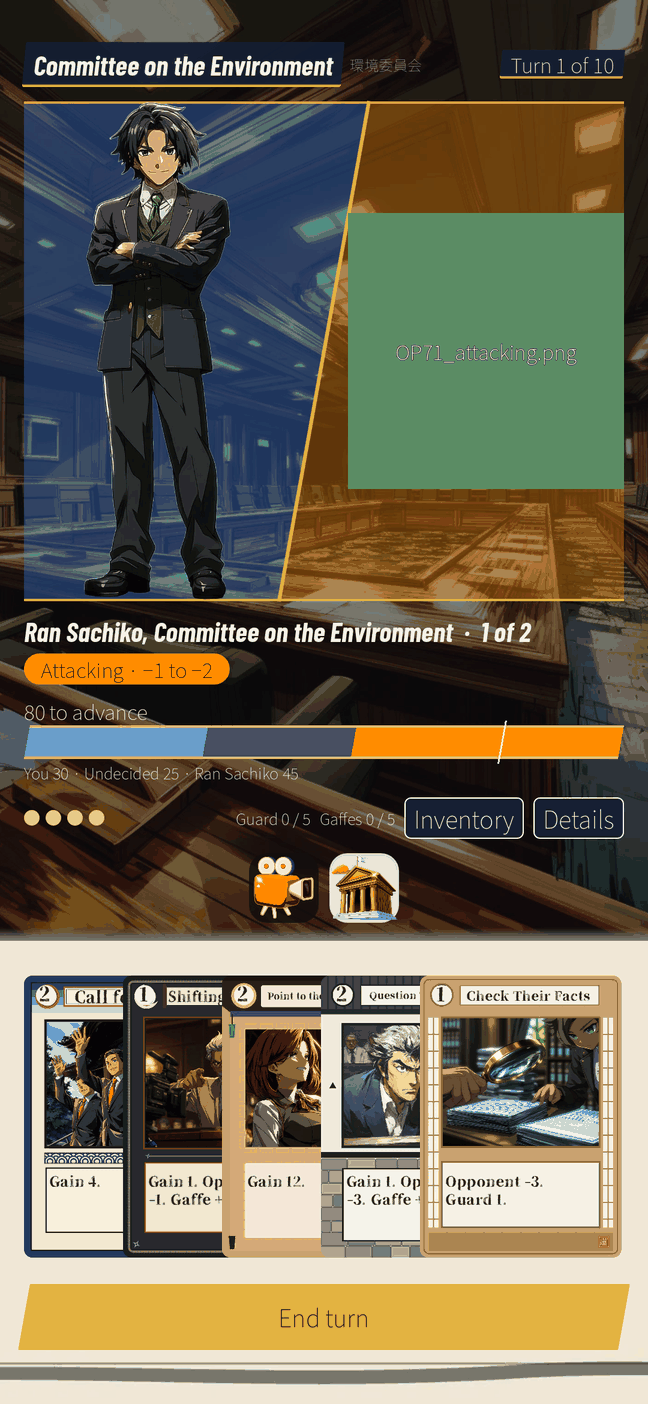 Committee on the Environment
環境委員会
Turn 1 of 10
OP71_attacking.png
Ran Sachiko, Committee on the Environment · 1 of 2
Attacking · −1 to −2
80 to advance
You 30 · Undecided 25 · Ran Sachiko 45
Guard 0 / 5 Gaffes 0 / 5
Inventory
Details
2 Call f
1 Shifting
2 Point to the
2 Question
1 Check Their Facts
Gain 4.
Gain 1. Op
-1. Gaffe +
Gain 12.
Gain 1. Op
-3. Gaffe +
Opponent -3.
Guard 1.
End turn